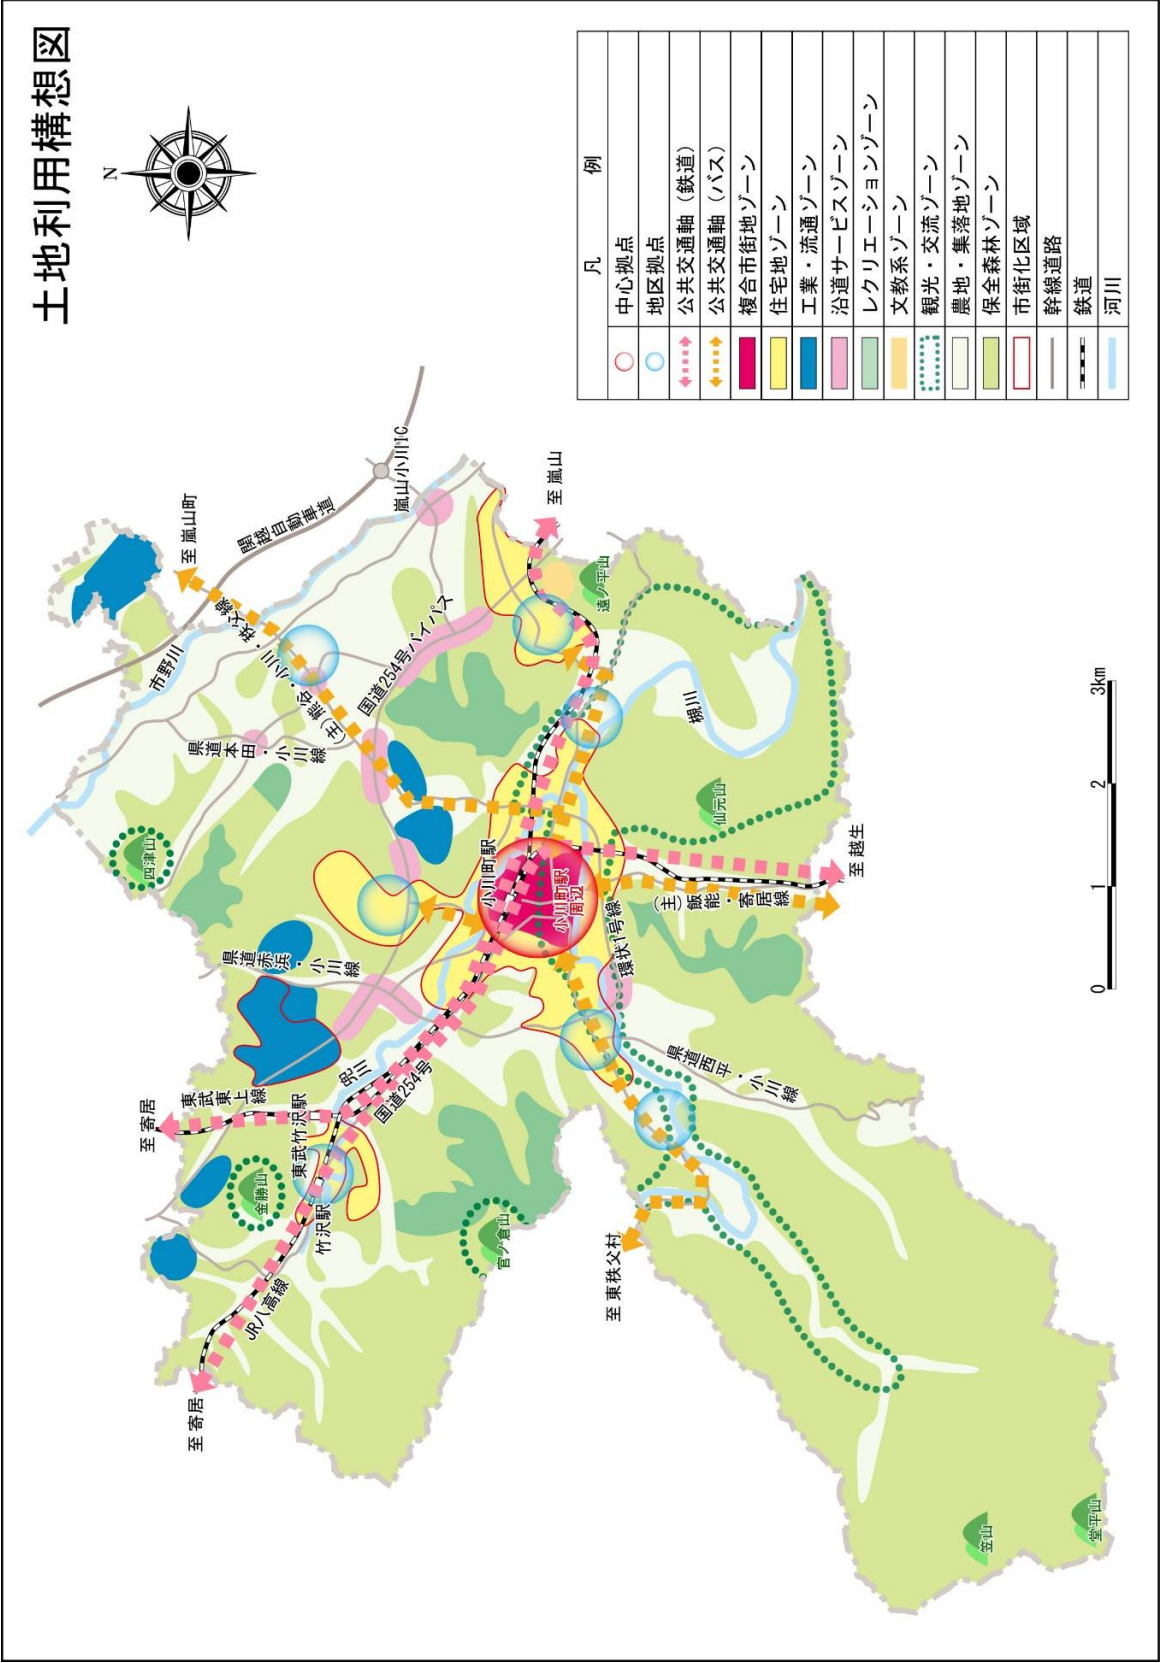 土地利用構想図
N
凡例
中心拠点
地区拠点
公共交通軸（鉄道）
公共交通軸（バス）
複合市街地ゾーン
住宅地ゾーン
工業・流通ゾーン
沿道サービスゾーン
レクリエーションゾーン
文教系ゾーン
観光・交流ゾーン
農地・集落地ゾーン
保全森林ゾーン
市街化区域
幹線道路
鉄道
河川
至 嵐山町
関越自動車道
嵐山小川IC
市野川
(主)熊谷・小川・秩父線
県道本田・小川線
国道254号バイパス
至 嵐山
遠ノ平山
四津山
槻川
仙元山
小川町駅
小川町駅周辺
至 越生
(主)飯能・寄居線
環状1号線
県道赤浜・小川線
兜川
国道254号
県道西平・小川線
至 寄居
東武東上線
東武竹沢駅
金勝山
竹沢駅
官ノ倉山
至 東秩父村
JR八高線
至 寄居
笠山
堂平山
0 1 2 3km